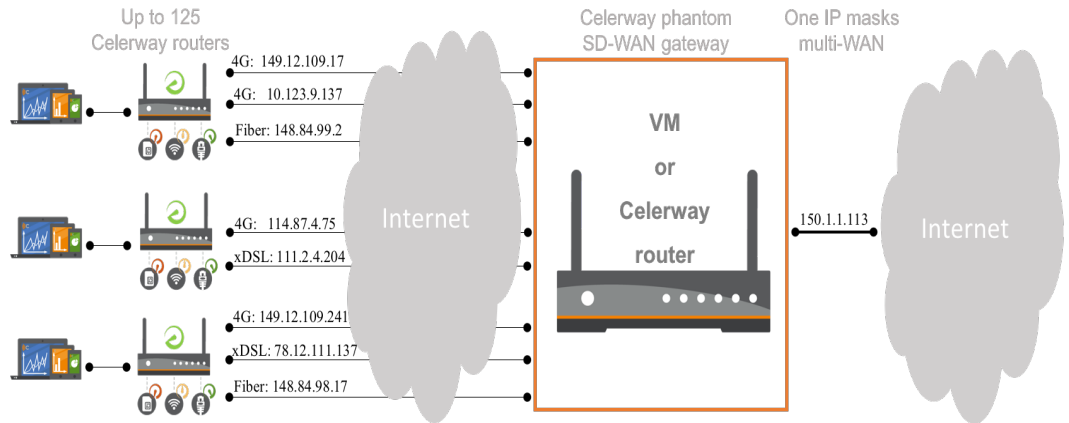 Up to 125
Celerway routers
Celerway phantom
SD-WAN gateway
One IP masks
multi-WAN
4G: 149.12.109.17
4G: 10.123.9.137
Fiber: 148.84.99.2
4G: 114.87.4.75
xDSL: 111.2.4.204
4G: 149.12.109.241
xDSL: 78.12.111.137
Fiber: 148.84.98.17
Internet
VM
or
Celerway
router
150.1.1.113
Internet